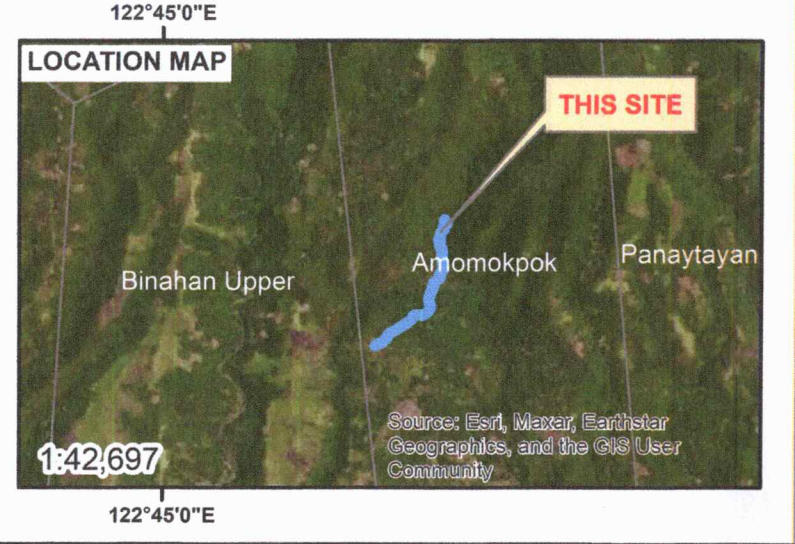 122°45'0"E
LOCATION MAP
THIS SITE
Amomokpok
Panaytayan
Binahan Upper
Source: Esri, Maxar, Earthstar
Geographics, and the GIS User
Community
1:42,697
122°45'0"E